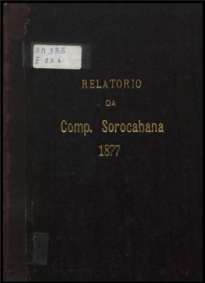 RELATORIO
DA
Comp. Sorocabana
1877